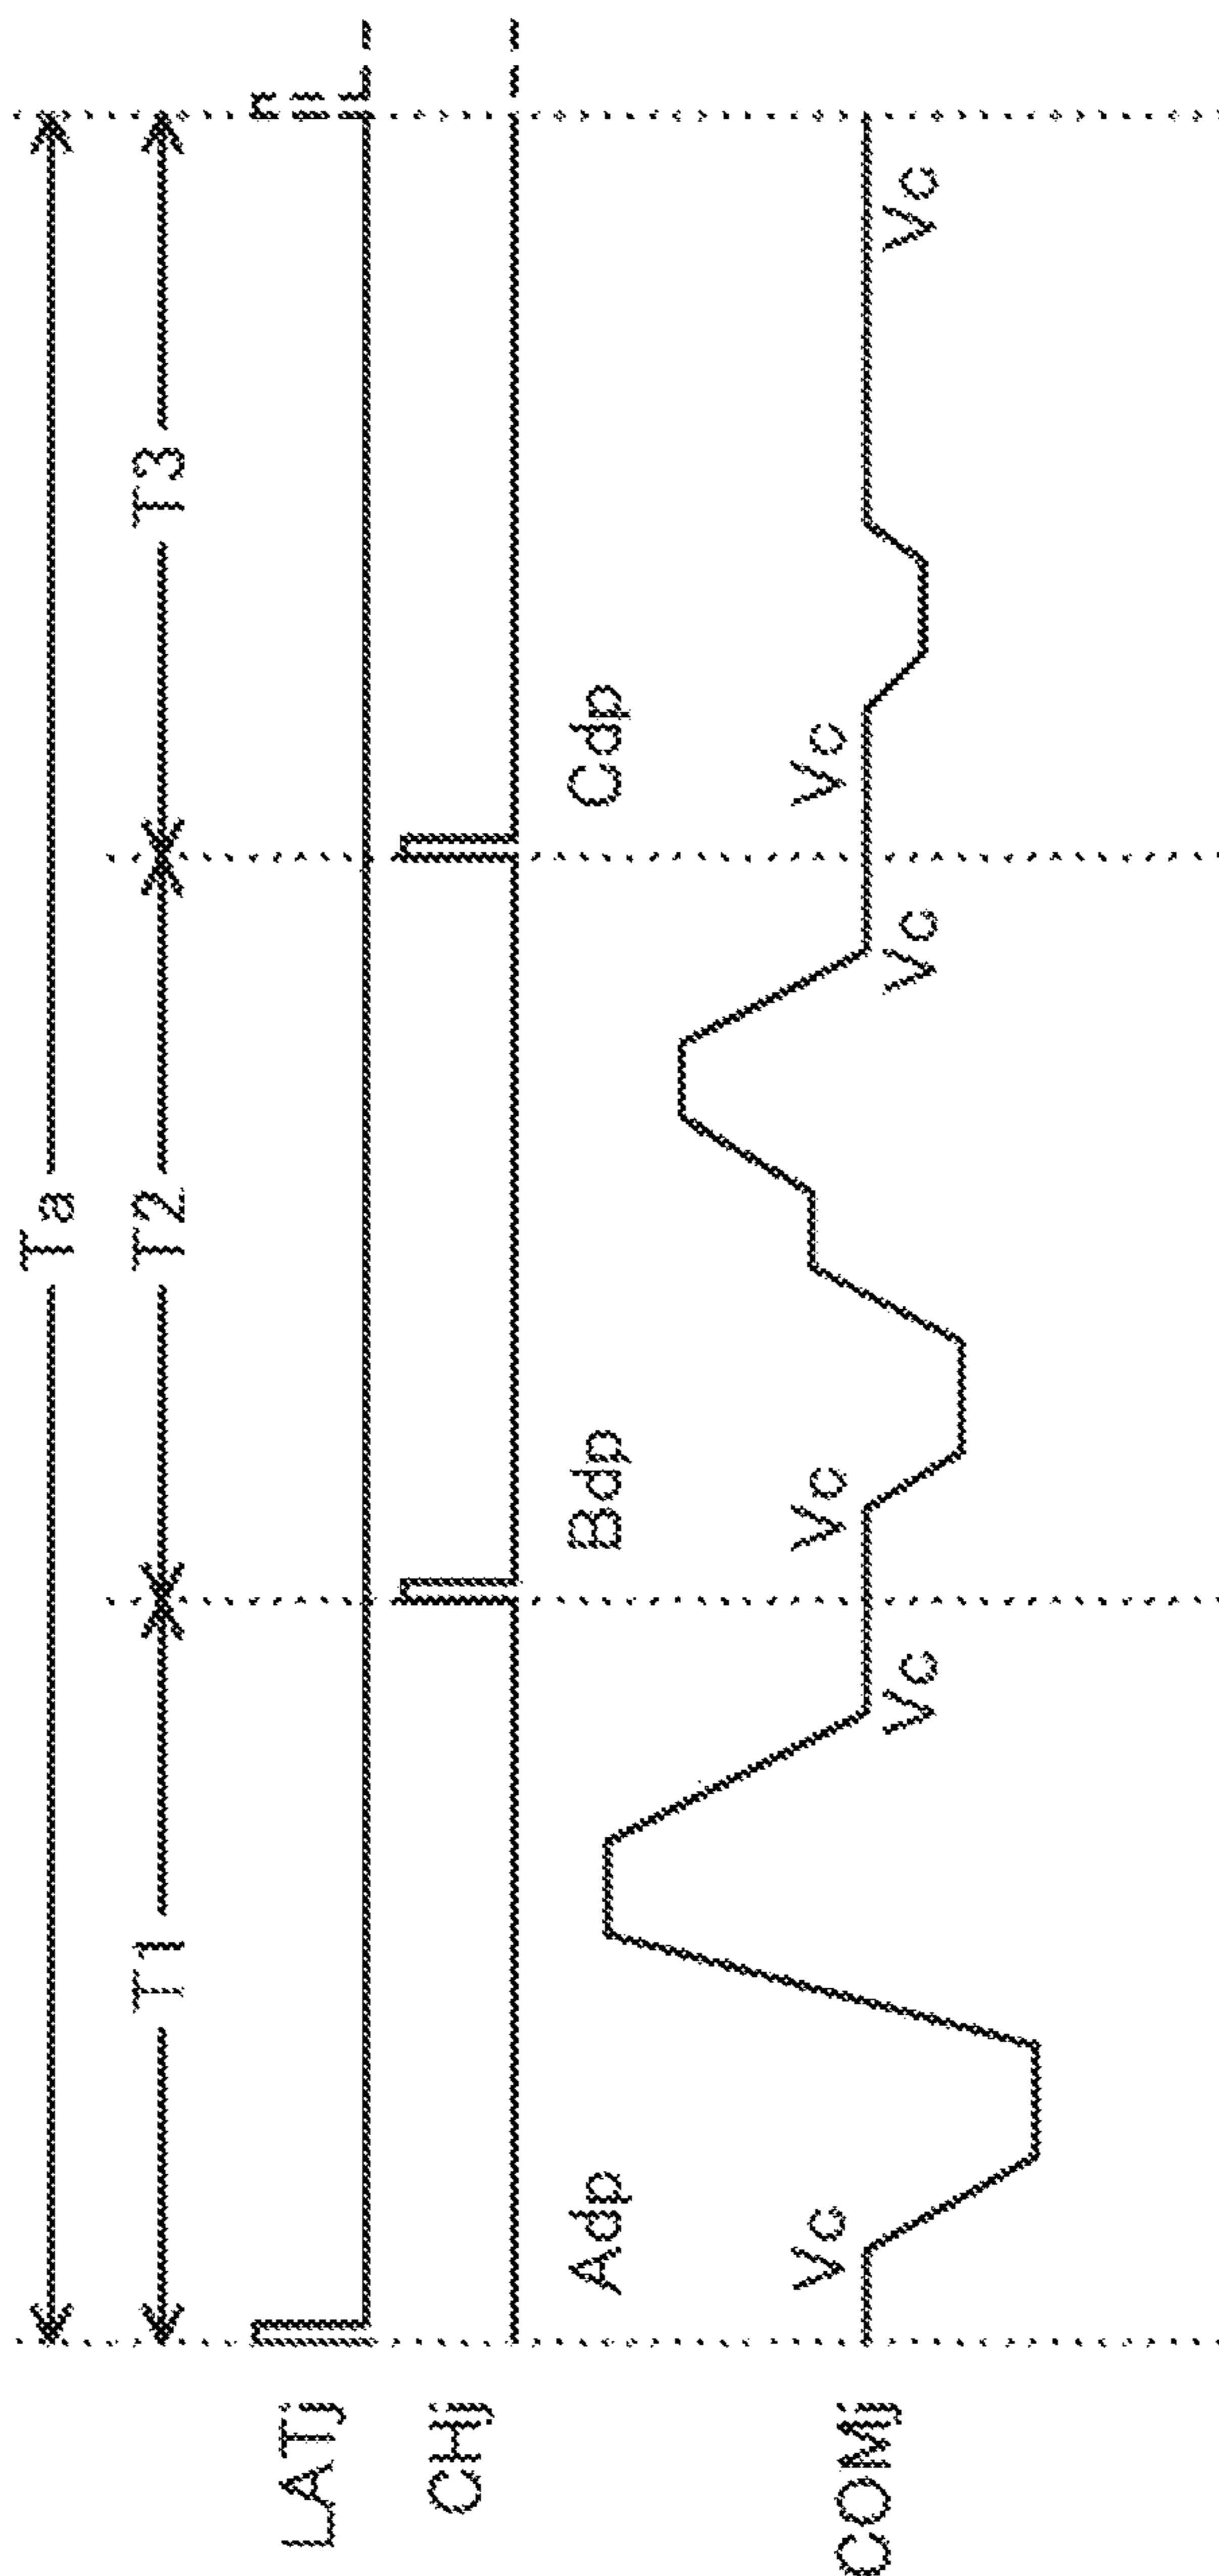 Ta
T1 T2 T3
LATj
CHj
Adp Bdp Cdp
Vc Vc Vc
COMj
Vc Vc Vc